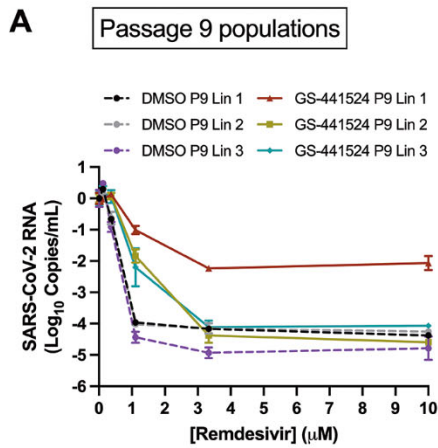 A
Passage 9 populations
DMSO P9 Lin 1
GS-441524 P9 Lin 1
DMSO P9 Lin 2
GS-441524 P9 Lin 2
DMSO P9 Lin 3
GS-441524 P9 Lin 3
SARS-CoV-2 RNA
(Log₁₀ Copies/mL)
1
0
-1
-2
-3
-4
-5
-6
0 1 2 3 4 5 6 7 8 9 10
[Remdesivir] (μM)